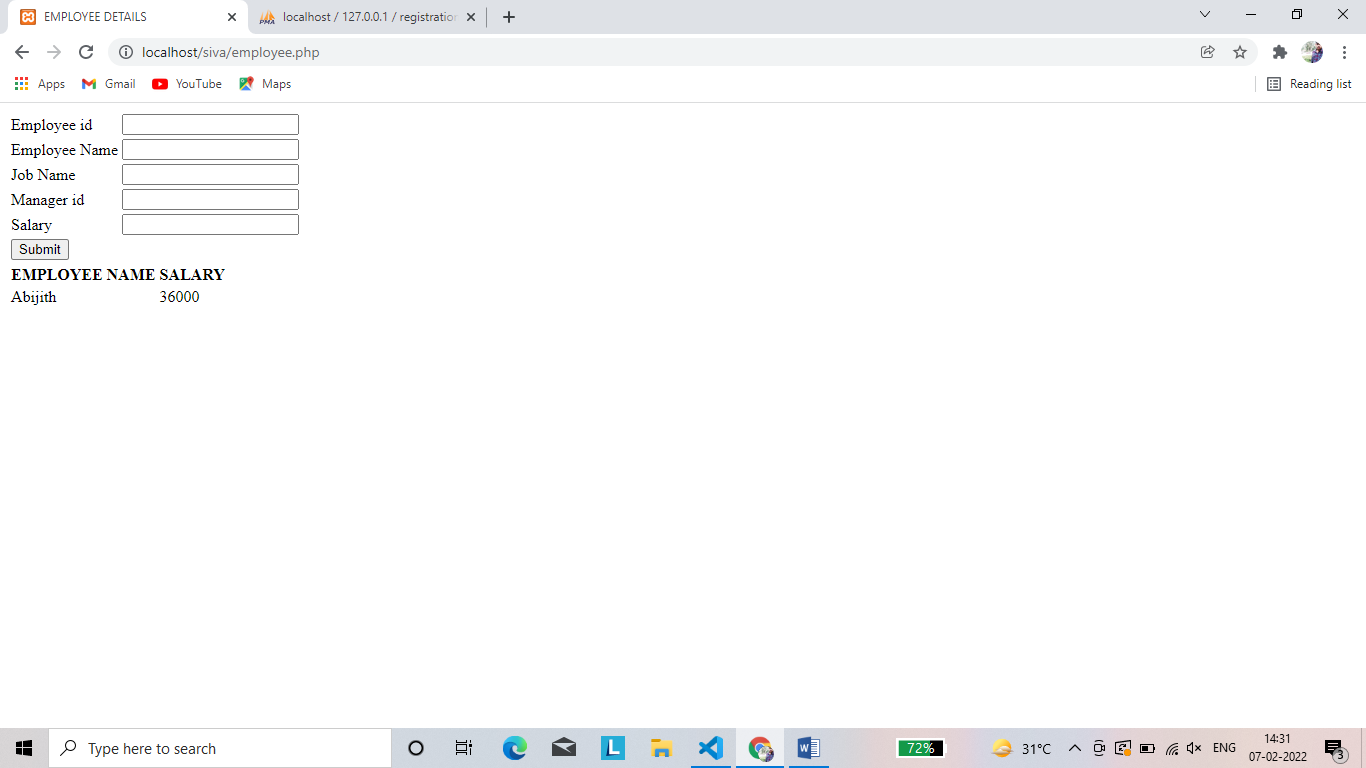 EMPLOYEE DETAILS
localhost / 127.0.0.1 / registration
localhost/siva/employee.php
Apps Gmail YouTube Maps Reading list
Employee id
Employee Name
Job Name
Manager id
Salary
Submit
EMPLOYEE NAME SALARY
Abijith 36000
Type here to search
L
72%
31°C
ENG
14:31
07-02-2022
3